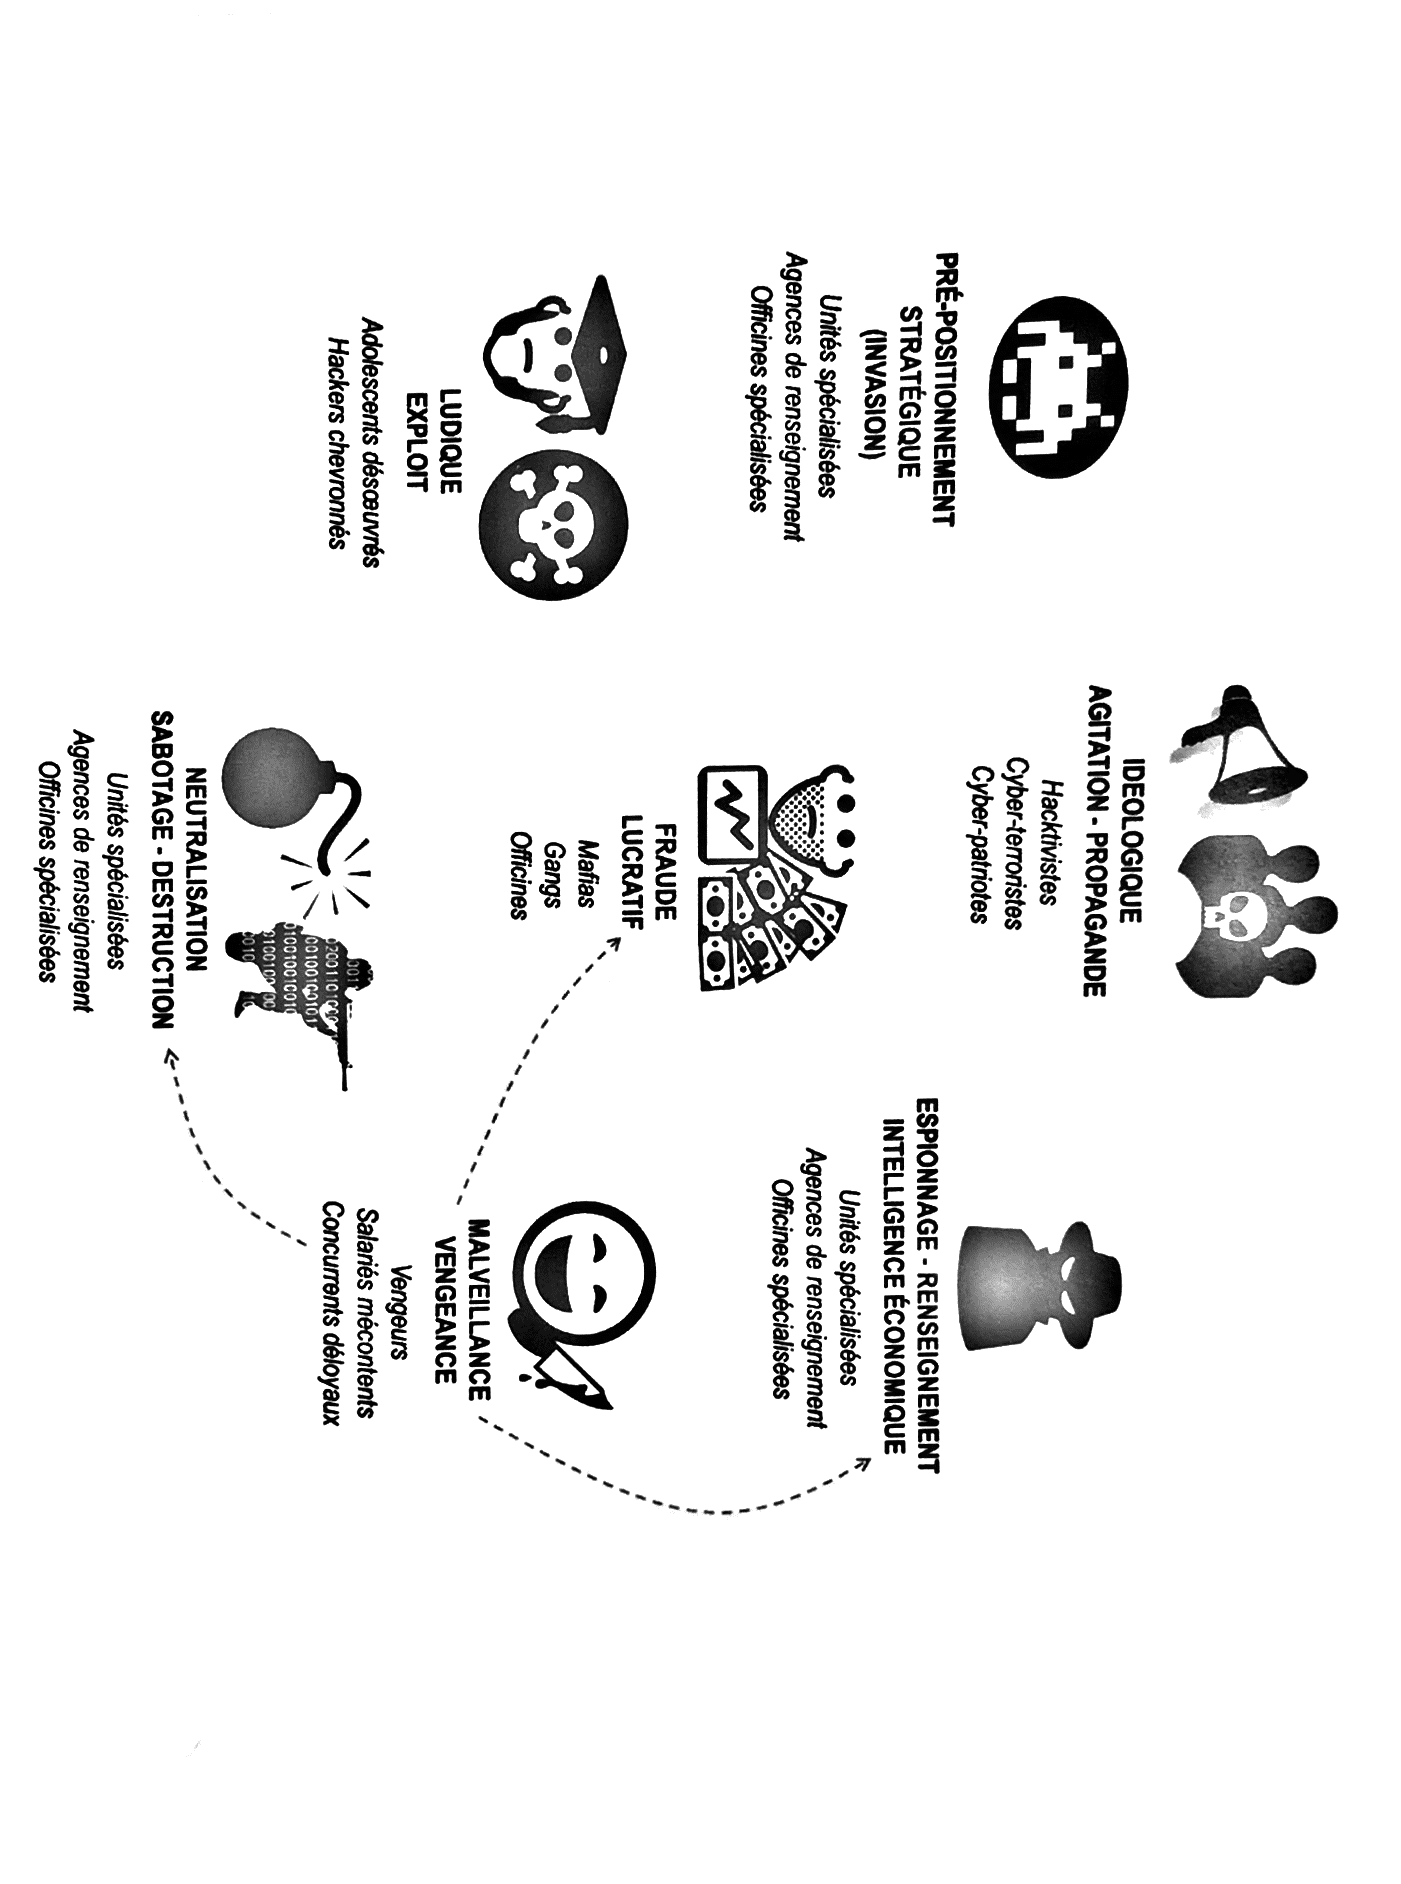 IDEOLOGIQUE
AGITATION - PROPAGANDE
Hacktivistes
Cyber-terroristes
Cyber-patriotes
PRÉ-POSITIONNEMENT
STRATÉGIQUE
(INVASION)
Unités spécialisées
Agences de renseignement
Officines spécialisées
ESPIONNAGE - RENSEIGNEMENT
INTELLIGENCE ÉCONOMIQUE
Unités spécialisées
Agences de renseignement
Officines spécialisées
FRAUDE
LUCRATIF
Mafias
Gangs
Officines
LUDIQUE
EXPLOIT
Adolescents désœuvrés
Hackers chevronnés
MALVEILLANCE
VENGEANCE
Vengeurs
Salariés mécontents
Concurrents déloyaux
NEUTRALISATION
SABOTAGE - DESTRUCTION
Unités spécialisées
Agences de renseignement
Officines spécialisées